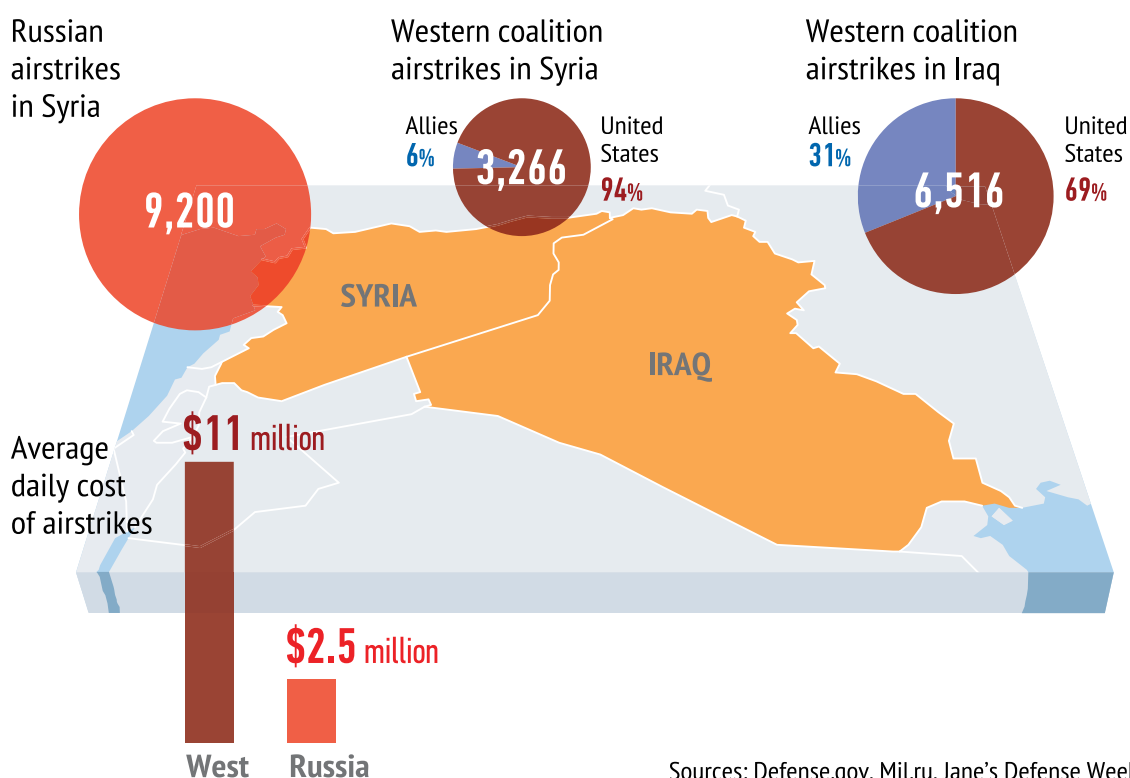 Russian
airstrikes
in Syria
9,200
Western coalition
airstrikes in Syria
Allies
6%
3,266
United
States
94%
Western coalition
airstrikes in Iraq
Allies
31%
6,516
United
States
69%
SYRIA
IRAQ
Average
daily cost
of airstrikes
$11 million
$2.5 million
West
Russia
Sources: Defense.gov, Mil.ru, Jane's Defense